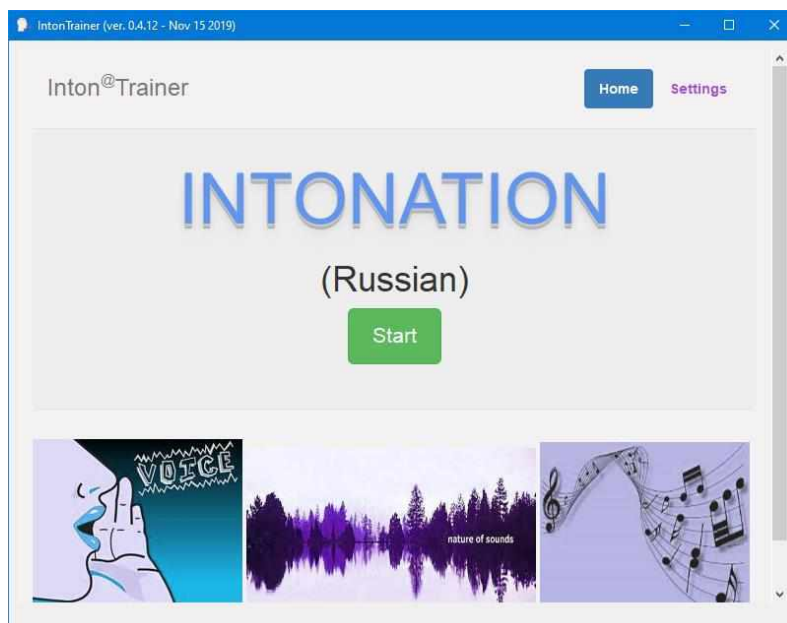 IntonTrainer (ver. 0.4.12 - Nov 15 2019)
Inton@Trainer
Home
Settings
INTONATION
(Russian)
Start
VOICE
nature of sounds